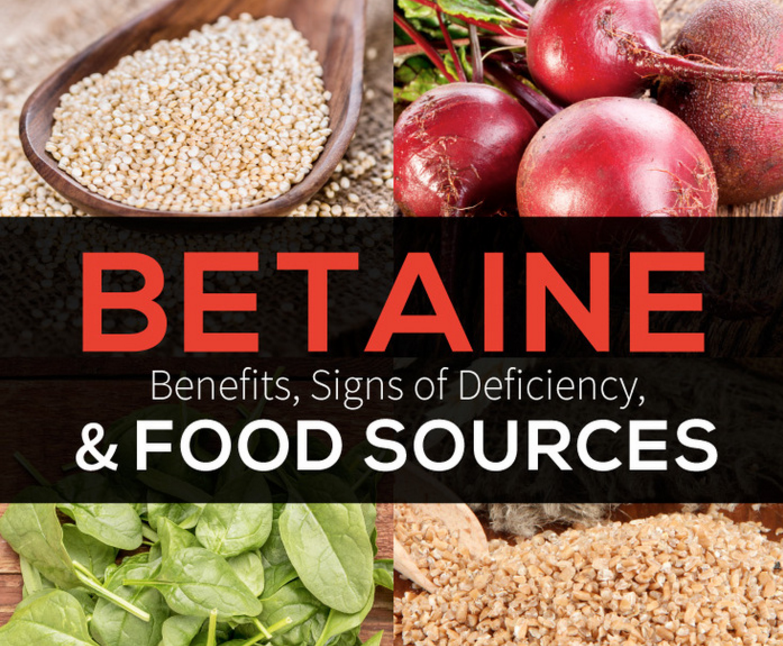 BETAINE
Benefits, Signs of Deficiency,
& FOOD SOURCES